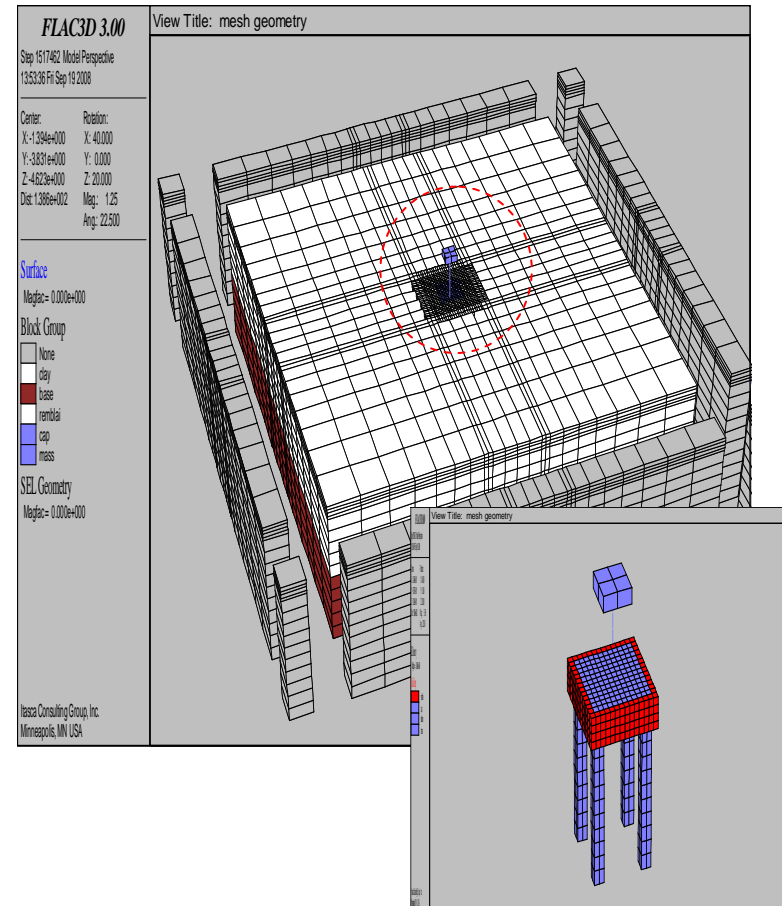 FLAC3D 3.00
Step 1517462 Model Perspective
13:53:36 Fri Sep 19 2008
Center:
X: -1.394e+000
Y: -3.831e+000
Z: -4.623e+000
Dist: 1.386e+002
Rotation:
X: 40.000
Y: 0.000
Z: 20.000
Mag.: 1.25
Ang.: 22.500
Surface
Magfac = 0.000e+000
Block Group
None
clay
base
remblai
cap
mass
SEL Geometry
Magfac = 0.000e+000
Itasca Consulting Group, Inc.
Minneapolis, MN USA
View Title: mesh geometry
View Title: mesh geometry